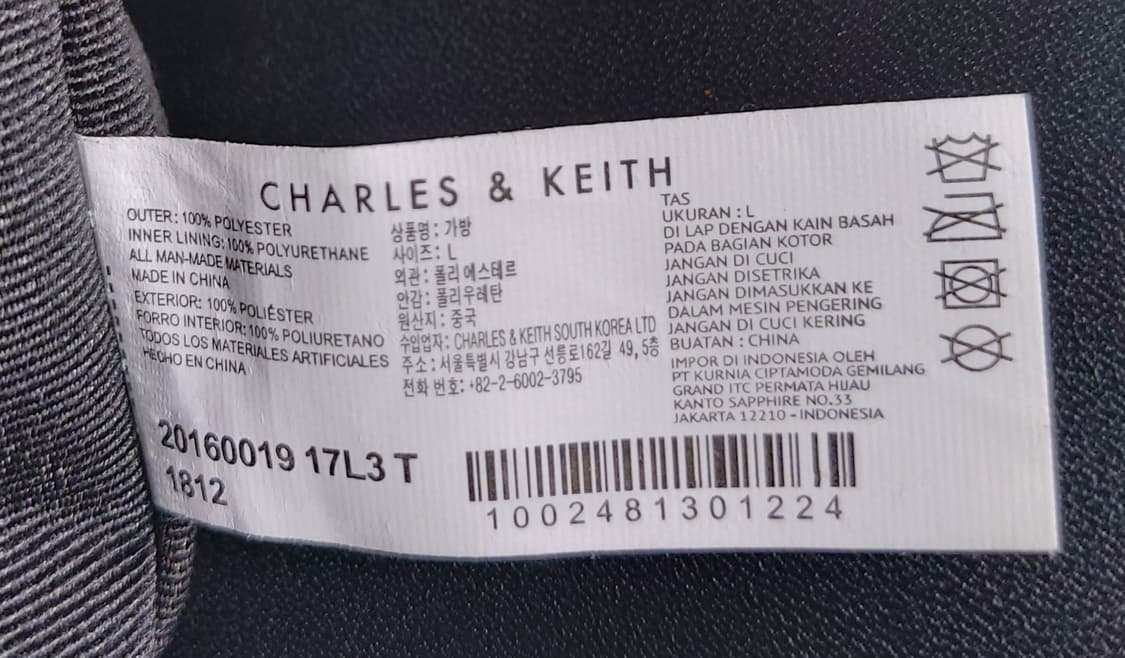 CHARLES & KEITH
OUTER: 100% POLYESTER
INNER LINING: 100% POLYURETHANE
ALL MAN-MADE MATERIALS
MADE IN CHINA
EXTERIOR: 100% POLIÉSTER
FORRO INTERIOR: 100% POLIURETANO
TODOS LOS MATERIALES ARTIFICIALES
HECHO EN CHINA
상품명 : 가방
사이즈 : L
외관 : 폴리 에스테르
안감 : 폴리 우레탄
원산지 : 중국
수입업자: CHARLES & KEITH SOUTH KOREA LTD
주소 : 서울특별시 강남구 선릉로162길 49, 5층
전화 번호: +82-2-6002-3795
TAS
UKURAN : L
DI LAP DENGAN KAIN BASAH
PADA BAGIAN KOTOR
JANGAN DI CUCI
JANGAN DISETRIKA
JANGAN DIMASUKKAN KE
DALAM MESIN PENGERING
JANGAN DI CUCI KERING
BUATAN : CHINA
IMPOR DI INDONESIA OLEH
PT KURNIA CIPTAMODA GEMILANG
GRAND ITC PERMATA HIJAU
KANTO SAPPHIRE NO.33
JAKARTA 12210 - INDONESIA
20160019 17L3 T
1812
1002481301224